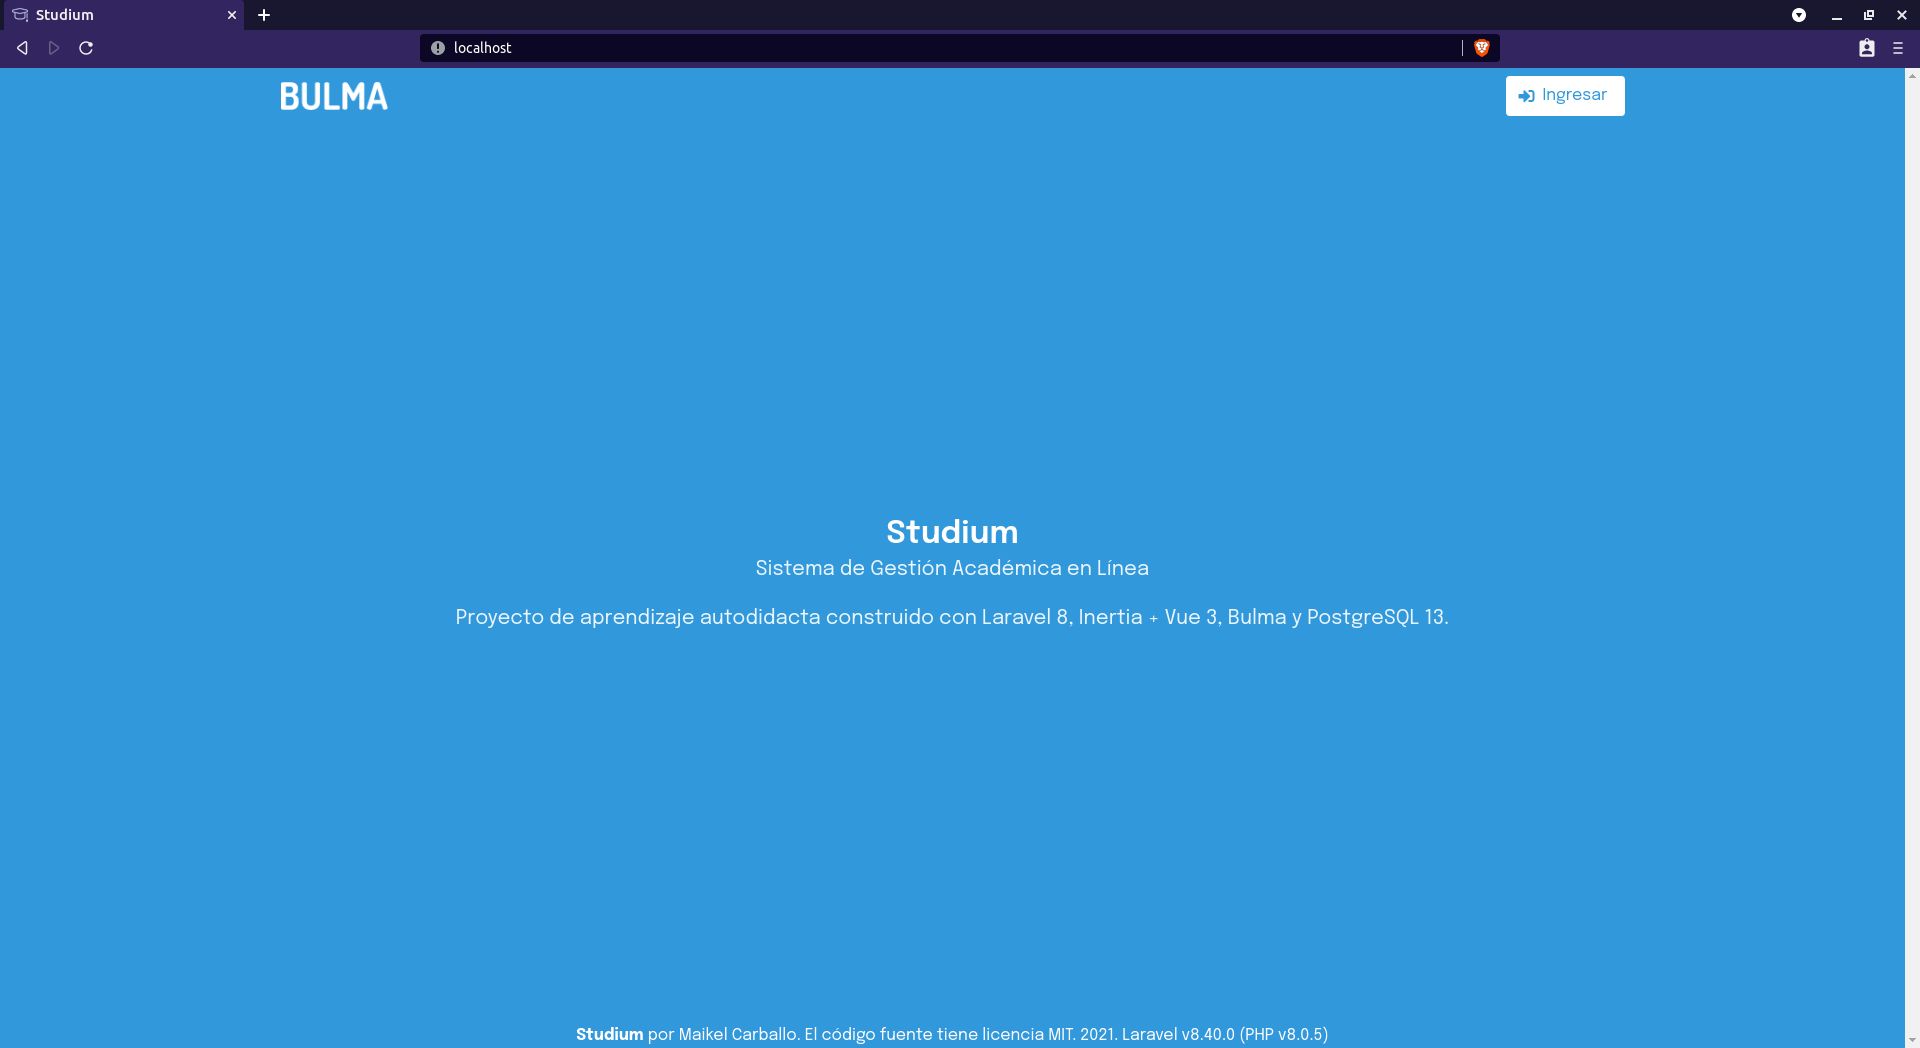 Studium
localhost
BULMA
Ingresar
Studium
Sistema de Gestión Académica en Línea
Proyecto de aprendizaje autodidacta construido con Laravel 8, Inertia + Vue 3, Bulma y PostgreSQL 13.
Studium por Maikel Carballo. El código fuente tiene licencia MIT. 2021. Laravel v8.40.0 (PHP v8.0.5)